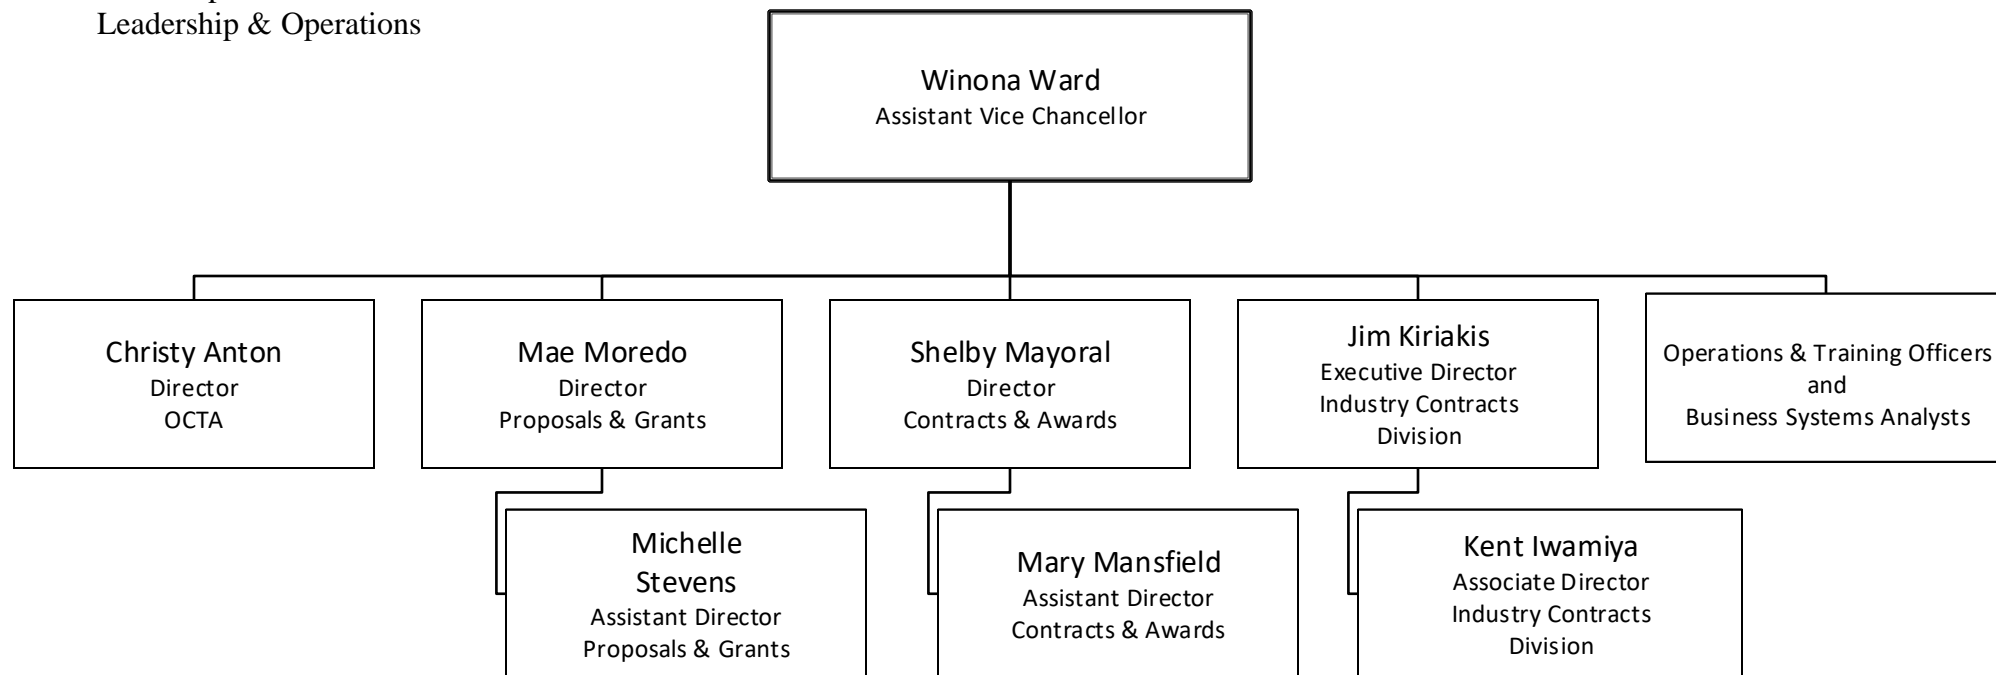 Leadership & Operations
Winona Ward
Assistant Vice Chancellor
Christy Anton
Director
OCTA
Mae Moredo
Director
Proposals & Grants
Shelby Mayoral
Director
Contracts & Awards
Jim Kiriakis
Executive Director
Industry Contracts
Division
Operations & Training Officers
and
Business Systems Analysts
Michelle
Stevens
Assistant Director
Proposals & Grants
Mary Mansfield
Assistant Director
Contracts & Awards
Kent Iwamiya
Associate Director
Industry Contracts
Division